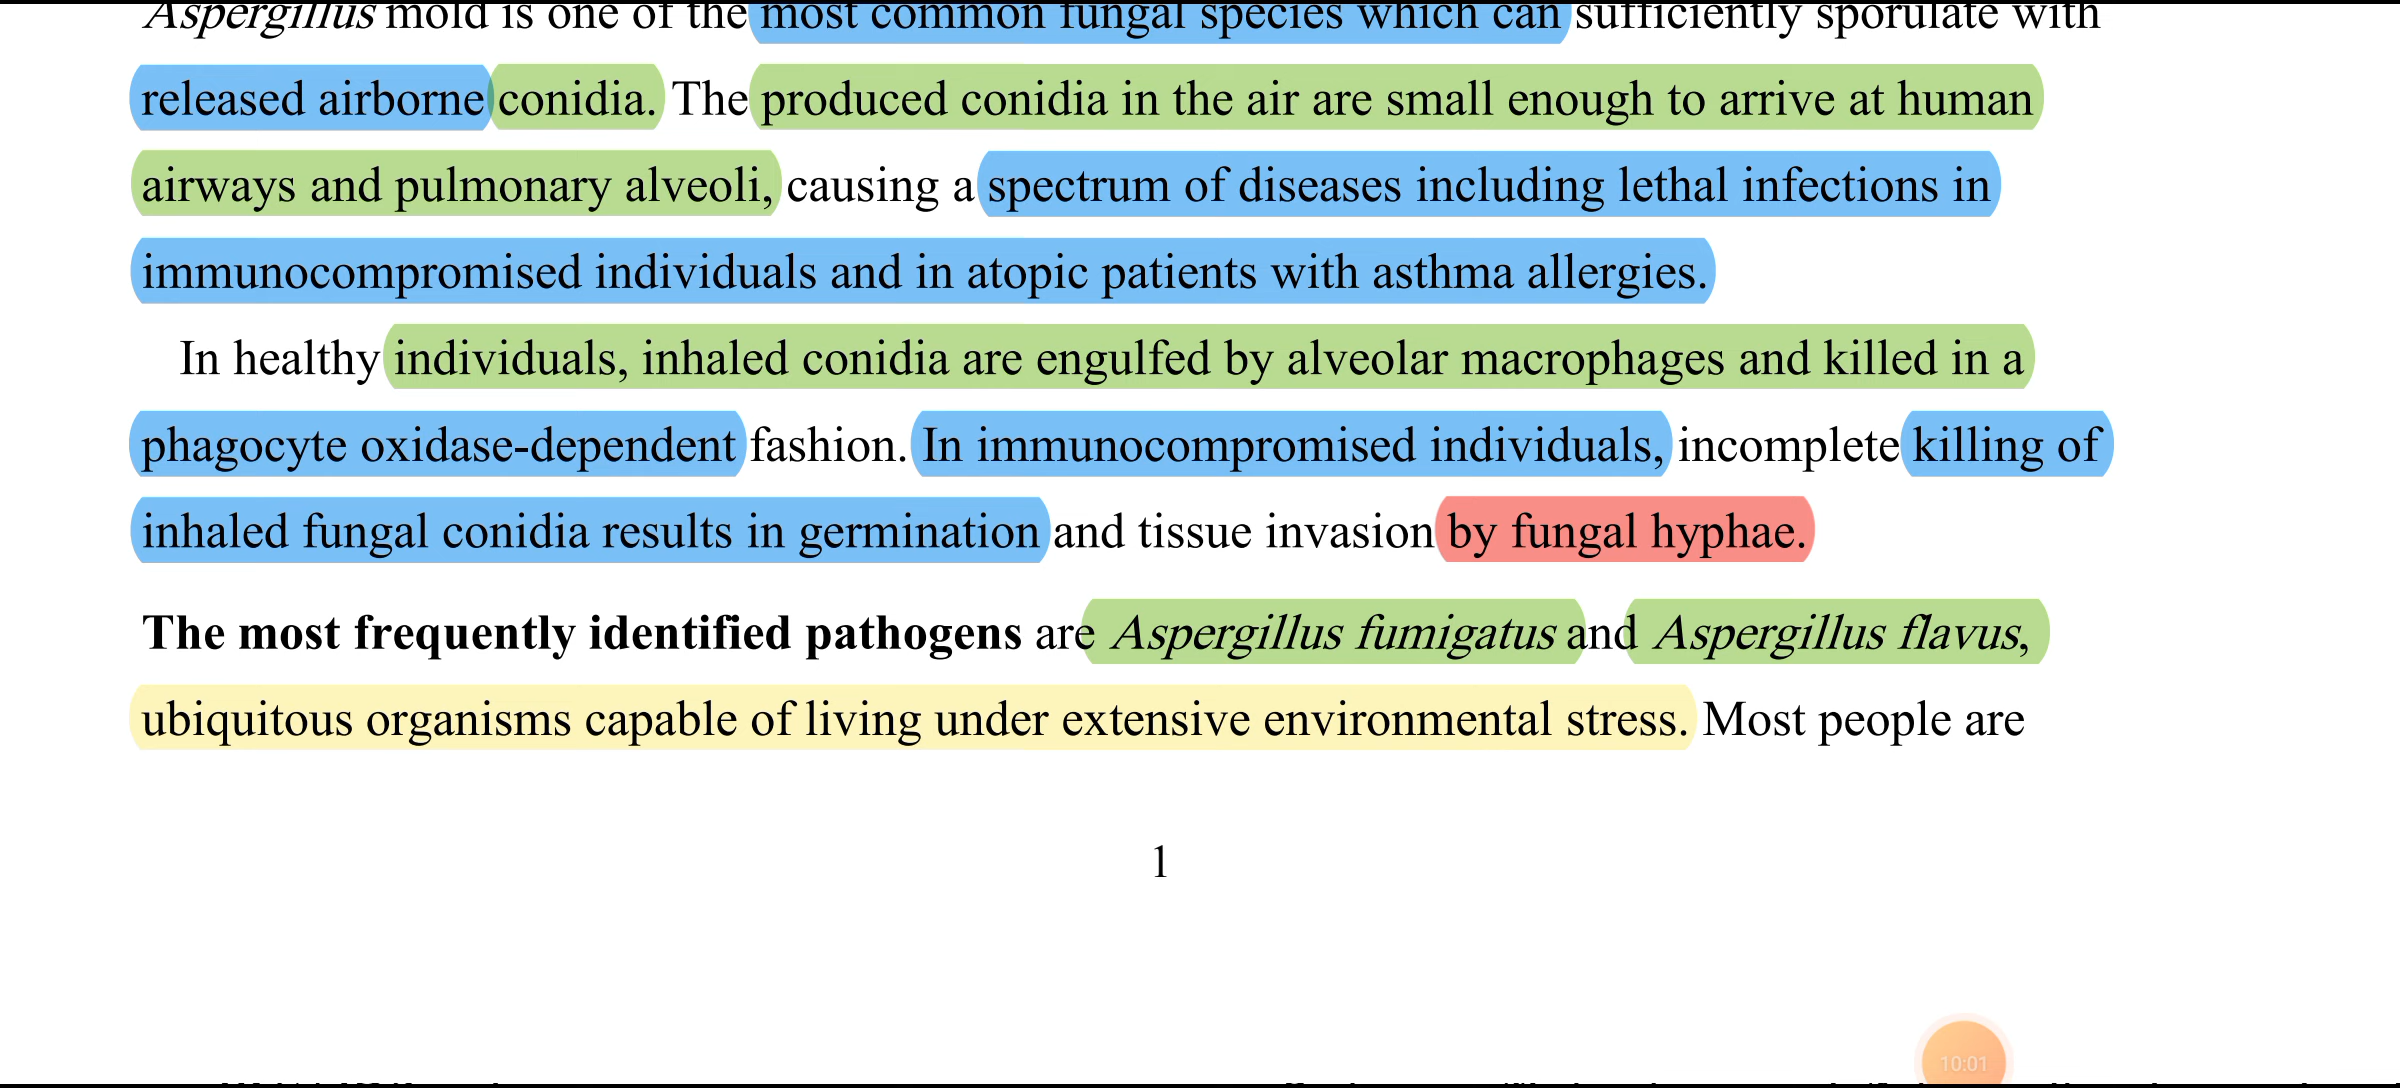 Aspergillus mold is one of the most common fungal species which can sufficiently sporulate with
released airborne conidia. The produced conidia in the air are small enough to arrive at human
airways and pulmonary alveoli, causing a spectrum of diseases including lethal infections in
immunocompromised individuals and in atopic patients with asthma allergies.
In healthy individuals, inhaled conidia are engulfed by alveolar macrophages and killed in a
phagocyte oxidase-dependent fashion. In immunocompromised individuals, incomplete killing of
inhaled fungal conidia results in germination and tissue invasion by fungal hyphae.
The most frequently identified pathogens are Aspergillus fumigatus and Aspergillus flavus,
ubiquitous organisms capable of living under extensive environmental stress. Most people are
1
10:01